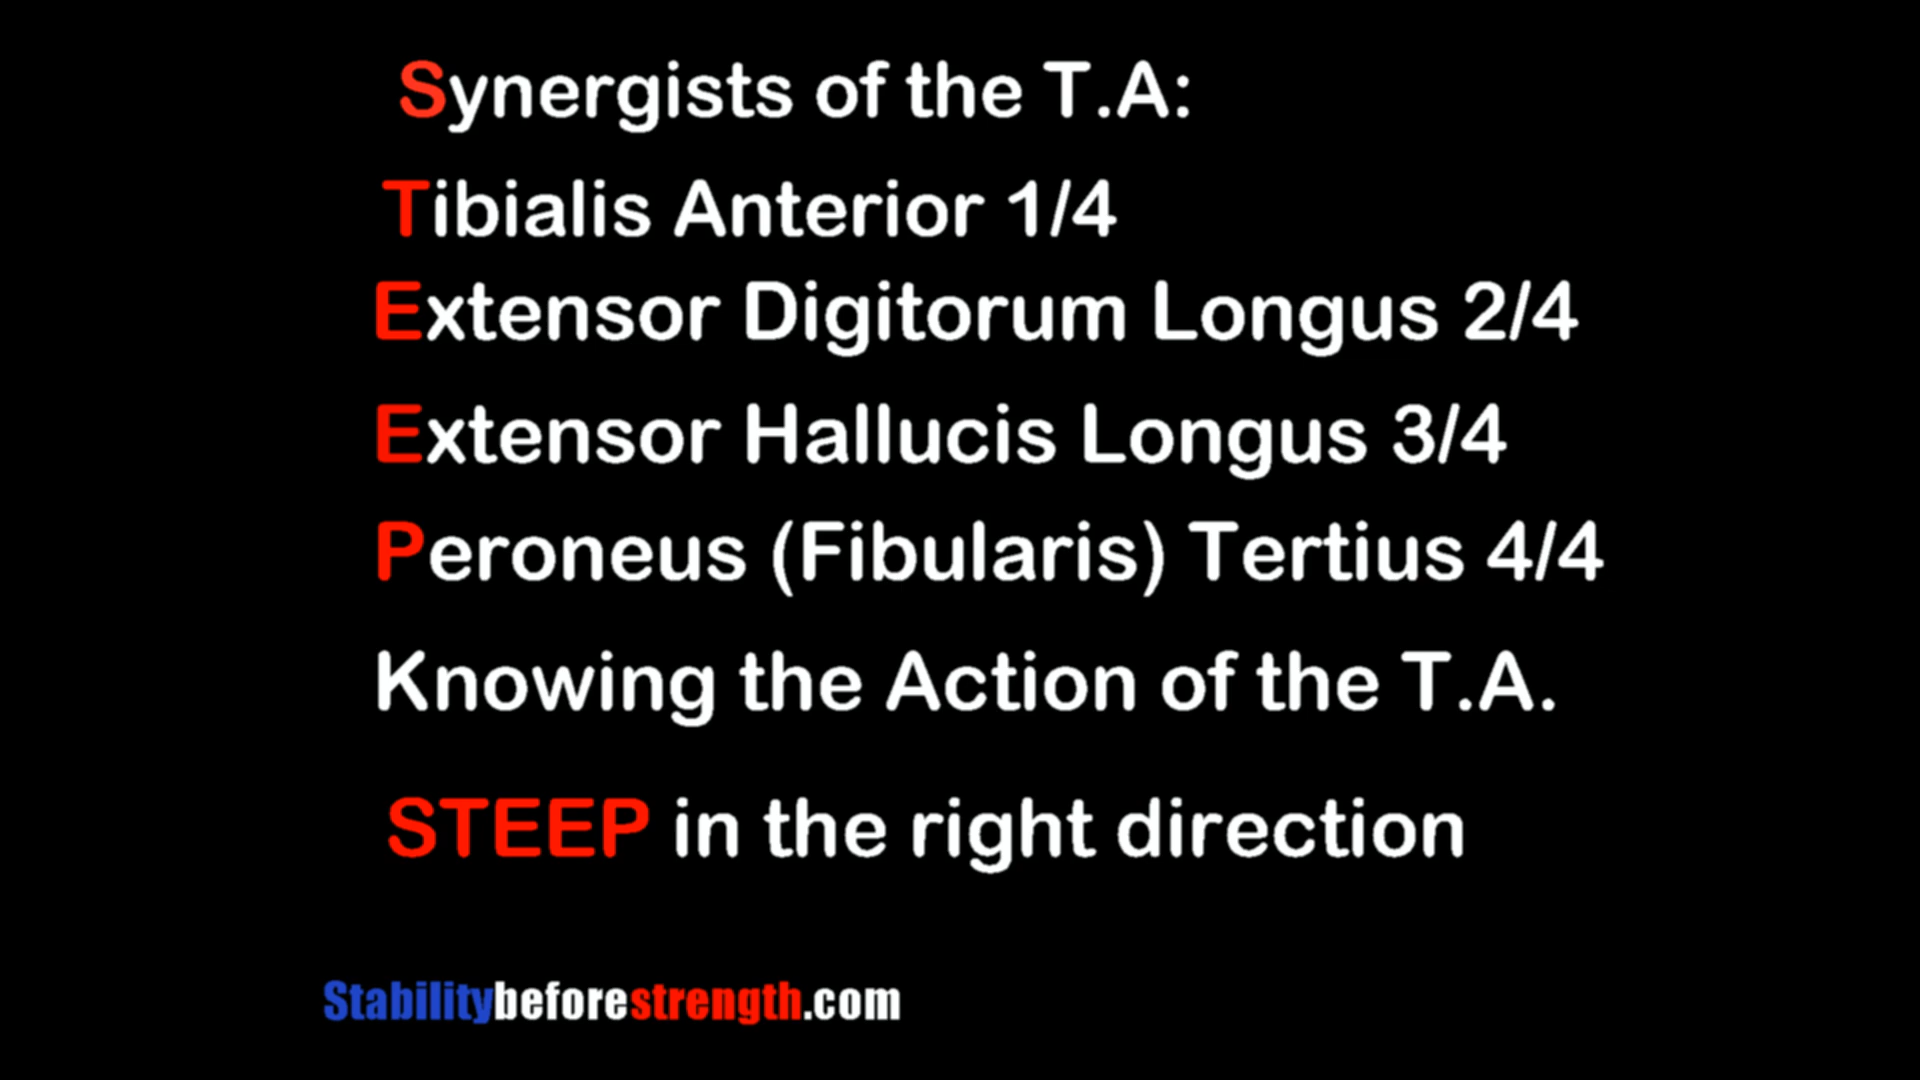 Synergists of the T.A:
Tibialis Anterior 1/4
Extensor Digitorum Longus 2/4
Extensor Hallucis Longus 3/4
Peroneus (Fibularis) Tertius 4/4
Knowing the Action of the T.A.
STEEP in the right direction
Stabilitybeforestrength.com